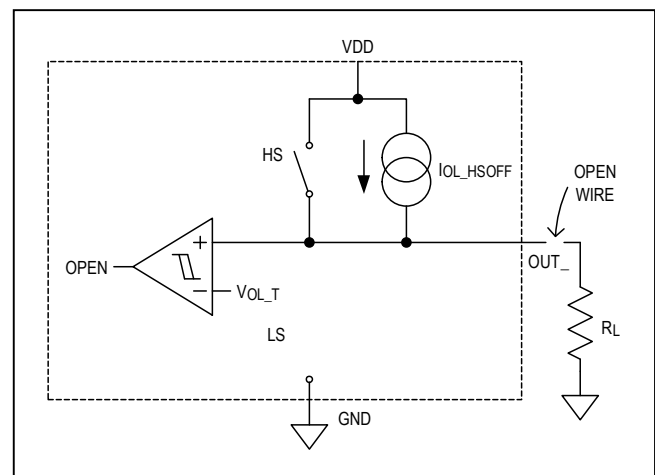 VDD
HS
IOL_HSOFF
OPEN
WIRE
+
OPEN
OUT_
−
VOL_T
LS
RL
GND